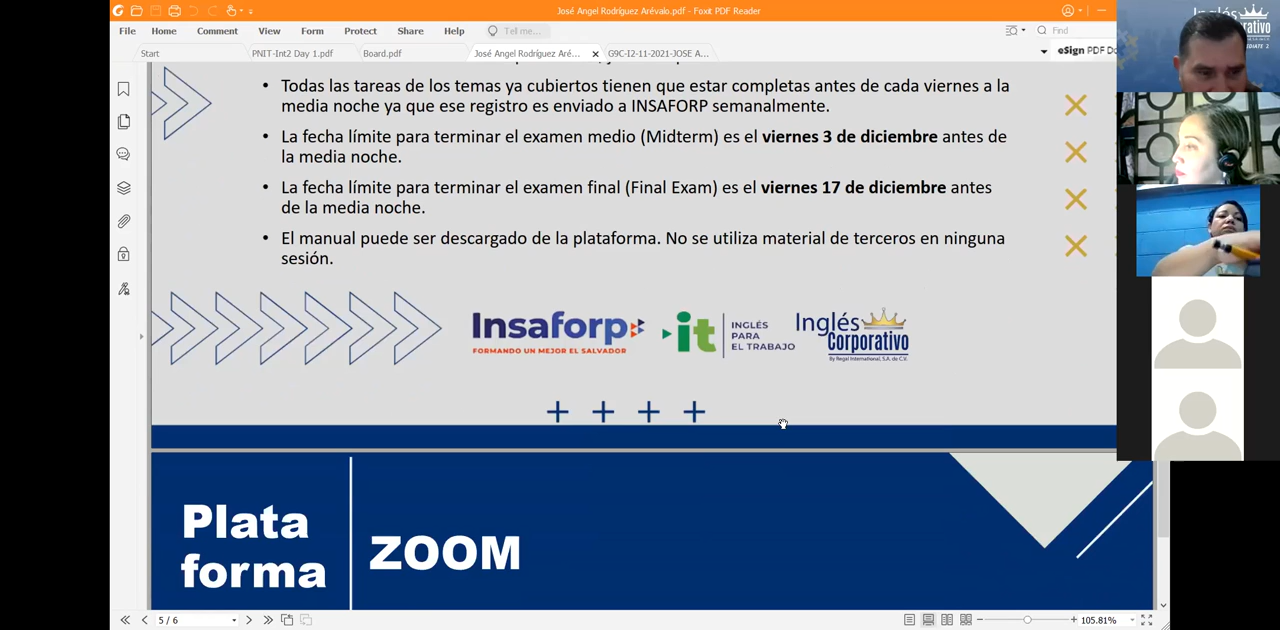 José Angel Rodríguez Arévalo.pdf - Foxit PDF Reader
File Home Comment View Form Protect Share Help Tell me... Find
Start PNIT-Int2 Day 1.pdf Board.pdf José Angel Rodríguez Aré... G9C-I2-11-2021-JOSE A... eSign PDF Do
• Todas las tareas de los temas ya cubiertos tienen que estar completas antes de cada viernes a la
media noche ya que ese registro es enviado a INSAFORP semanalmente.
• La fecha límite para terminar el examen medio (Midterm) es el viernes 3 de diciembre antes de
la media noche.
• La fecha límite para terminar el examen final (Final Exam) es el viernes 17 de diciembre antes
de la media noche.
• El manual puede ser descargado de la plataforma. No se utiliza material de terceros en ninguna
sesión.
Insaforp
FORMANDO UN MEJOR EL SALVADOR
it
INGLÉS
PARA
EL TRABAJO
Inglés
Corporativo
By Regal International, S.A. de C.V.
Plata
forma
ZOOM
5 / 6
105.81%